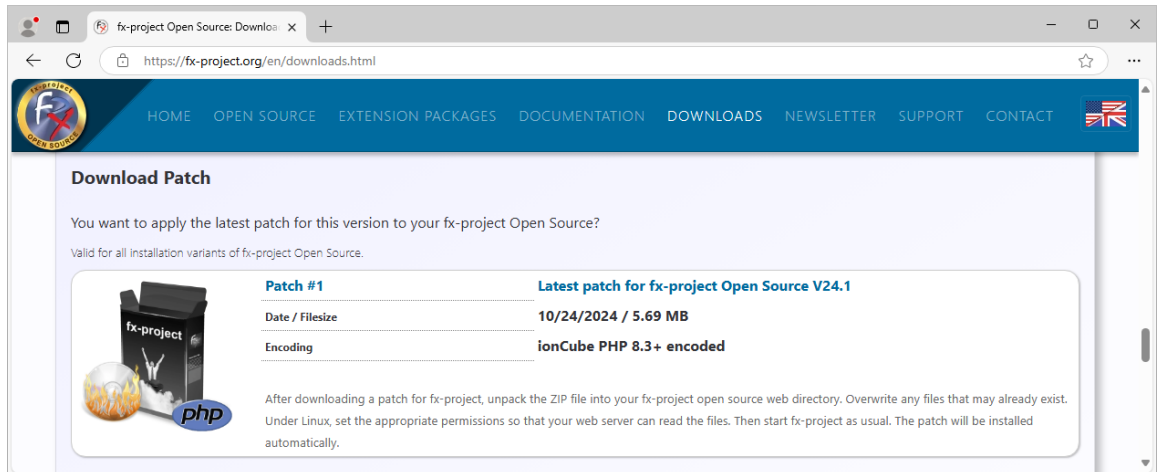 fx-project Open Source: Downloa
https://fx-project.org/en/downloads.html
fx-project
Fx
OPEN SOURCE
HOME OPEN SOURCE EXTENSION PACKAGES DOCUMENTATION DOWNLOADS NEWSLETTER SUPPORT CONTACT
Download Patch
You want to apply the latest patch for this version to your fx-project Open Source?
Valid for all installation variants of fx-project Open Source.
fx-project
php
Patch #1 Latest patch for fx-project Open Source V24.1
Date / Filesize 10/24/2024 / 5.69 MB
Encoding ionCube PHP 8.3+ encoded
After downloading a patch for fx-project, unpack the ZIP file into your fx-project open source web directory. Overwrite any files that may already exist.
Under Linux, set the appropriate permissions so that your web server can read the files. Then start fx-project as usual. The patch will be installed
automatically.